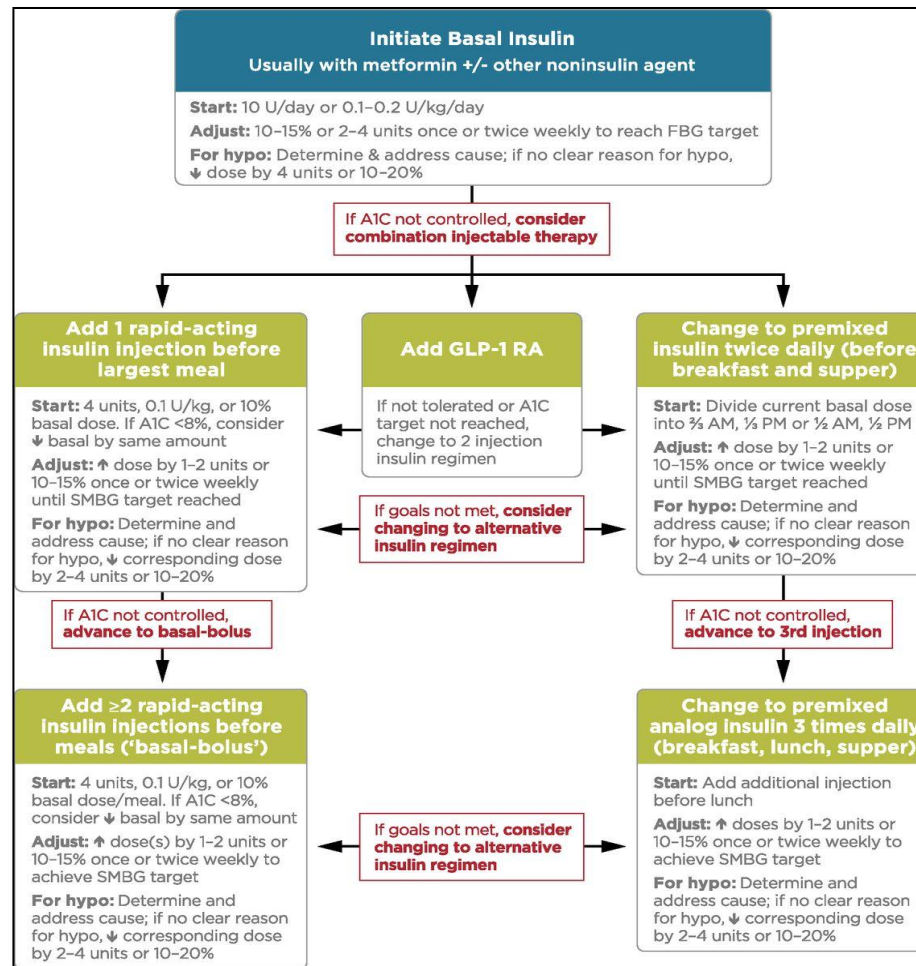 Initiate Basal Insulin
Usually with metformin +/- other noninsulin agent
Start: 10 U/day or 0.1–0.2 U/kg/day
Adjust: 10–15% or 2–4 units once or twice weekly to reach FBG target
For hypo: Determine & address cause; if no clear reason for hypo,
↓ dose by 4 units or 10–20%
If A1C not controlled, consider
combination injectable therapy
Add 1 rapid-acting
insulin injection before
largest meal
Start: 4 units, 0.1 U/kg, or 10%
basal dose. If A1C <8%, consider
↓ basal by same amount
Adjust: ↑ dose by 1–2 units or
10–15% once or twice weekly
until SMBG target reached
For hypo: Determine and
address cause; if no clear reason
for hypo, ↓ corresponding dose
by 2–4 units or 10–20%
Add GLP-1 RA
If not tolerated or A1C
target not reached,
change to 2 injection
insulin regimen
Change to premixed
insulin twice daily (before
breakfast and supper)
Start: Divide current basal dose
into ⅔ AM, ⅓ PM or ½ AM, ½ PM
Adjust: ↑ dose by 1–2 units or
10–15% once or twice weekly
until SMBG target reached
For hypo: Determine and
address cause; if no clear reason
for hypo, ↓ corresponding dose
by 2–4 units or 10–20%
If goals not met, consider
changing to alternative
insulin regimen
If A1C not controlled,
advance to basal-bolus
If A1C not controlled,
advance to 3rd injection
Add ≥2 rapid-acting
insulin injections before
meals (‘basal-bolus’)
Start: 4 units, 0.1 U/kg, or 10%
basal dose/meal. If A1C <8%,
consider ↓ basal by same amount
Adjust: ↑ dose(s) by 1–2 units or
10–15% once or twice weekly to
achieve SMBG target
For hypo: Determine and
address cause; if no clear reason
for hypo, ↓ corresponding dose
by 2–4 units or 10–20%
If goals not met, consider
changing to alternative
insulin regimen
Change to premixed
analog insulin 3 times daily
(breakfast, lunch, supper)
Start: Add additional injection
before lunch
Adjust: ↑ doses by 1–2 units or
10–15% once or twice weekly to
achieve SMBG target
For hypo: Determine and
address cause; if no clear reason
for hypo, ↓ corresponding dose
by 2–4 units or 10–20%